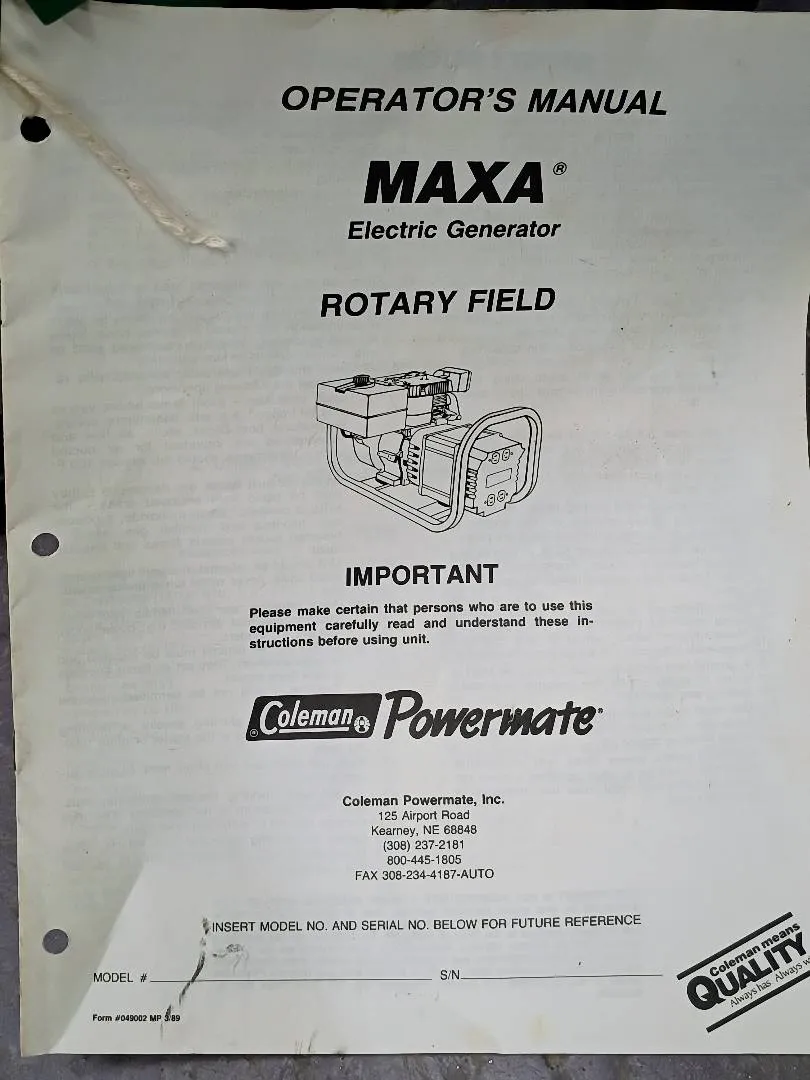 OPERATOR'S MANUAL
MAXA®
Electric Generator
ROTARY FIELD
IMPORTANT
Please make certain that persons who are to use this
equipment carefully read and understand these in-
structions before using unit.
Coleman® Powermate
Coleman Powermate, Inc.
125 Airport Road
Kearney, NE 68848
(308) 237-2181
800-445-1805
FAX 308-234-4187-AUTO
INSERT MODEL NO. AND SERIAL NO. BELOW FOR FUTURE REFERENCE
MODEL # S/N
Coleman means
QUALITY
Always has Always
Form #049002 MP 3/89